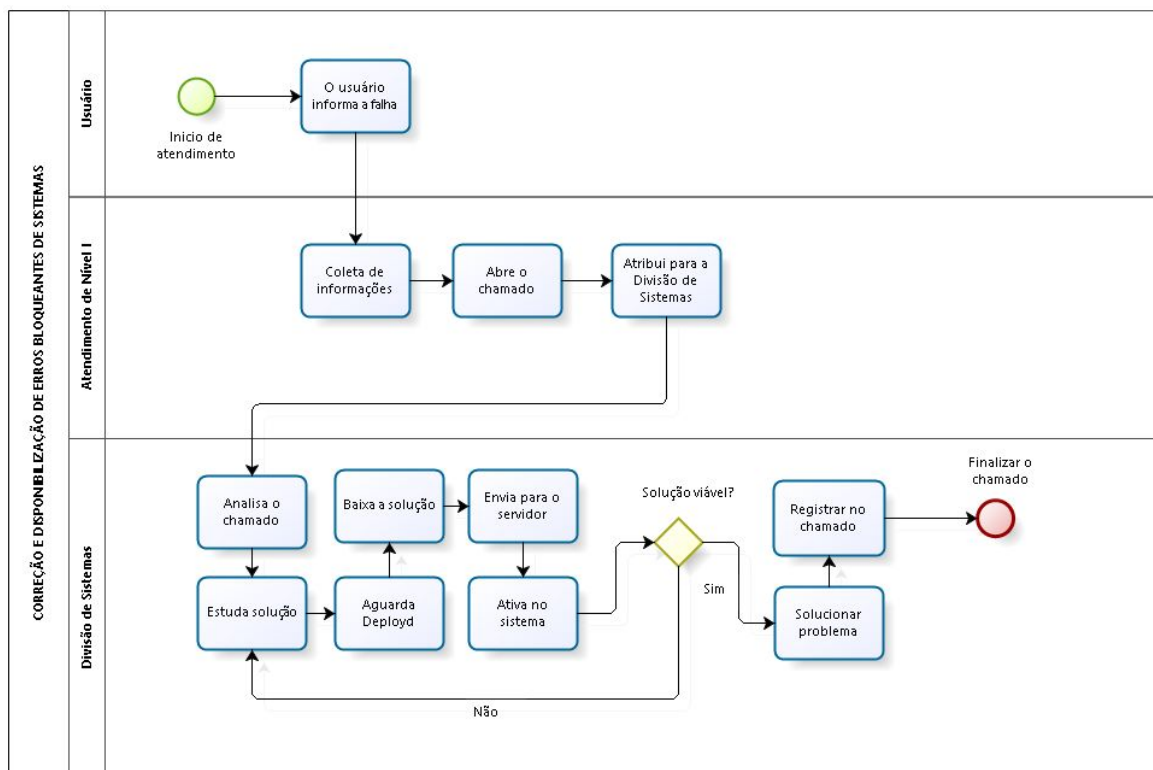 CORREÇÃO E DISPONIBILIZAÇÃO DE ERROS BLOQUEANTES DE SISTEMAS
Usuário
Inicio de
atendimento
O usuário
informa a falha
Atendimento de Nível I
Coleta de
informações
Abre o
chamado
Atribui para a
Divisão de
Sistemas
Divisão de Sistemas
Analisa o
chamado
Estuda solução
Aguarda
Deployd
Baixa a solução
Envia para o
servidor
Ativa no
sistema
Solução viável?
Não
Sim
Solucionar
problema
Registrar no
chamado
Finalizar o
chamado